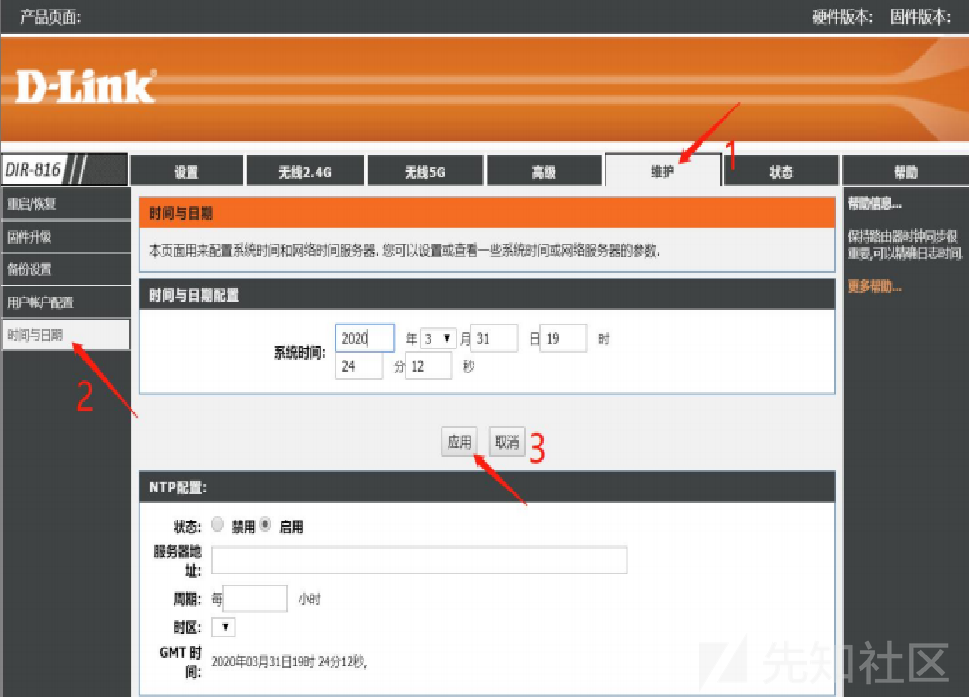 产品页面:
硬件版本: 固件版本:
D-Link
DIR-816
设置 无线2.4G 无线5G 高级 维护 状态 帮助
1
重启/恢复
固件升级
备份设置
用户帐户配置
时间与日期
2
时间与日期
本页面用来配置系统时间和网络时间服务器. 您可以设置或查看一些系统时间或网络服务器的参数.
时间与日期配置
系统时间: 2020 年 3 月 31 日 19 时
24 分 12 秒
应用 取消 3
NTP配置:
状态: 禁用 启用
服务器地
址:
周期: 每 小时
时区:
GMT 时
间: 2020年03月31日19时 24分12秒,
帮助信息...
保持路由器时钟同步很
重要,可以精确日志时间.
更多帮助...
先知社区